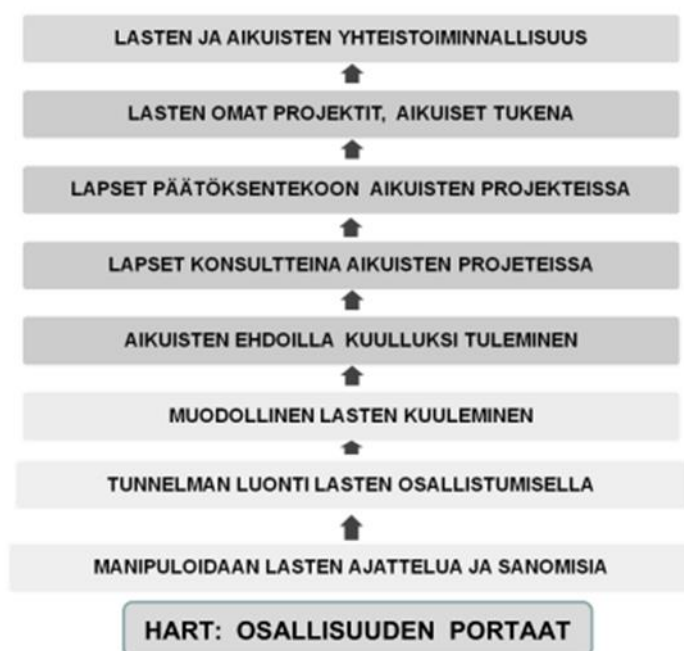 LASTEN JA AIKUISTEN YHTEISTOIMINNALLISUUS
LASTEN OMAT PROJEKTIT, AIKUISET TUKENA
LAPSET PÄÄTÖKSENTEKOON AIKUISTEN PROJEKTEISSA
LAPSET KONSULTTEINA AIKUISTEN PROJETEISSA
AIKUISTEN EHDOILLA KUULLUKSI TULEMINEN
MUODOLLINEN LASTEN KUULEMINEN
TUNNELMAN LUONTI LASTEN OSALLISTUMISELLA
MANIPULOIDAAN LASTEN AJATTELUA JA SANOMISIA
HART: OSALLISUUDEN PORTAAT